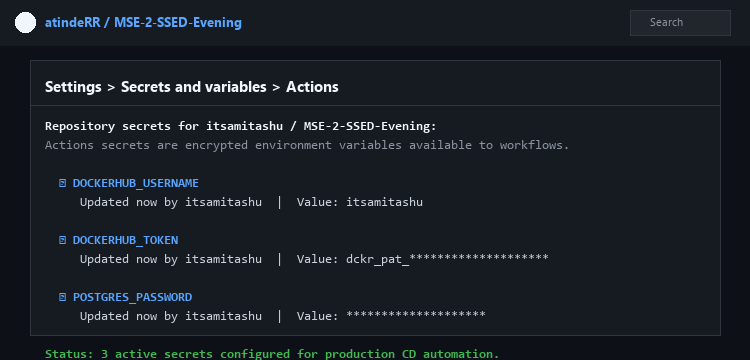 atindeRR / MSE-2-SSED-Evening
Search
Settings > Secrets and variables > Actions
Repository secrets for itsamitashu / MSE-2-SSED-Evening:
Actions secrets are encrypted environment variables available to workflows.
DOCKERHUB_USERNAME
Updated now by itsamitashu | Value: itsamitashu
DOCKERHUB_TOKEN
Updated now by itsamitashu | Value: dckr_pat_********************
POSTGRES_PASSWORD
Updated now by itsamitashu | Value: ********************
Status: 3 active secrets configured for production CD automation.